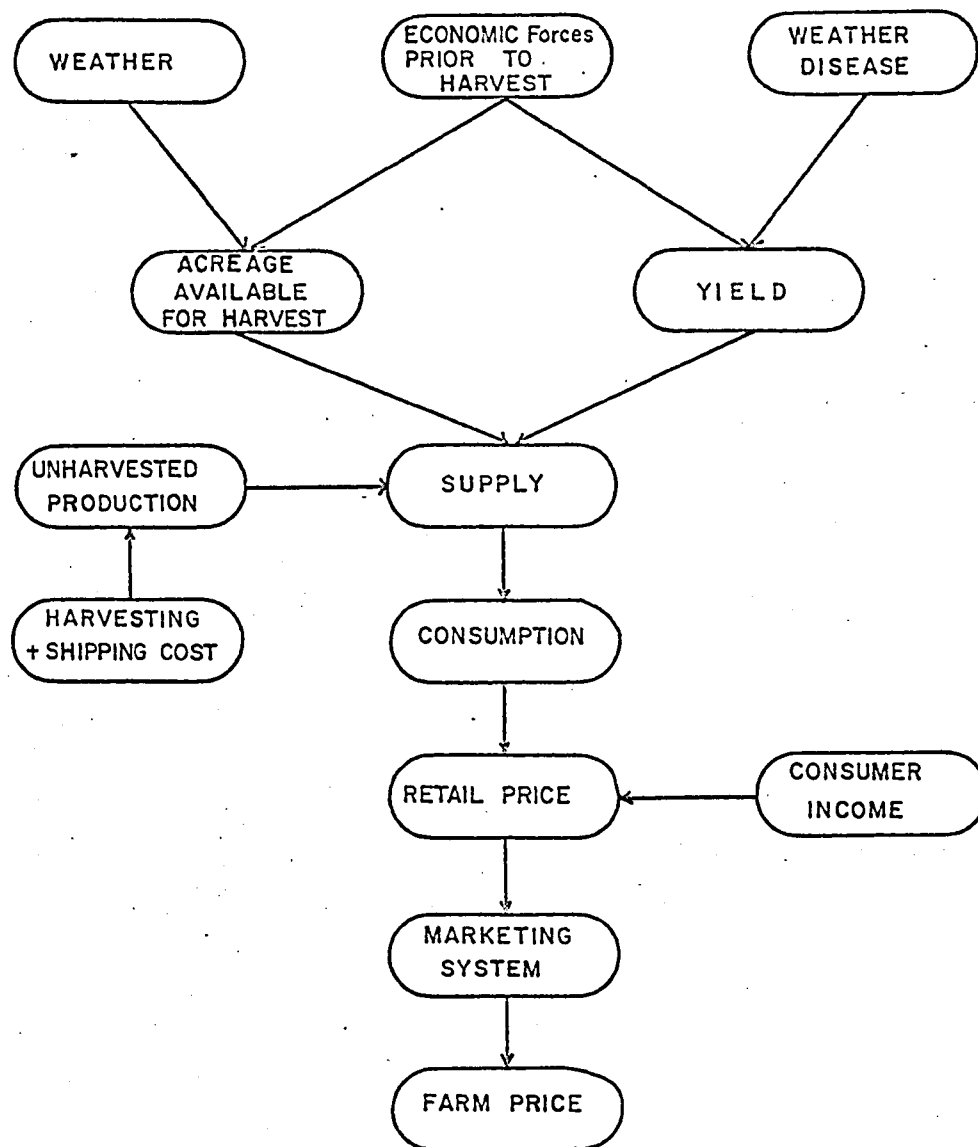 WEATHER
ECONOMIC Forces
PRIOR TO
HARVEST
WEATHER
DISEASE
ACREAGE
AVAILABLE
FOR HARVEST
YIELD
UNHARVESTED
PRODUCTION
SUPPLY
HARVESTING
+ SHIPPING COST
CONSUMPTION
RETAIL PRICE
CONSUMER
INCOME
MARKETING
SYSTEM
FARM PRICE